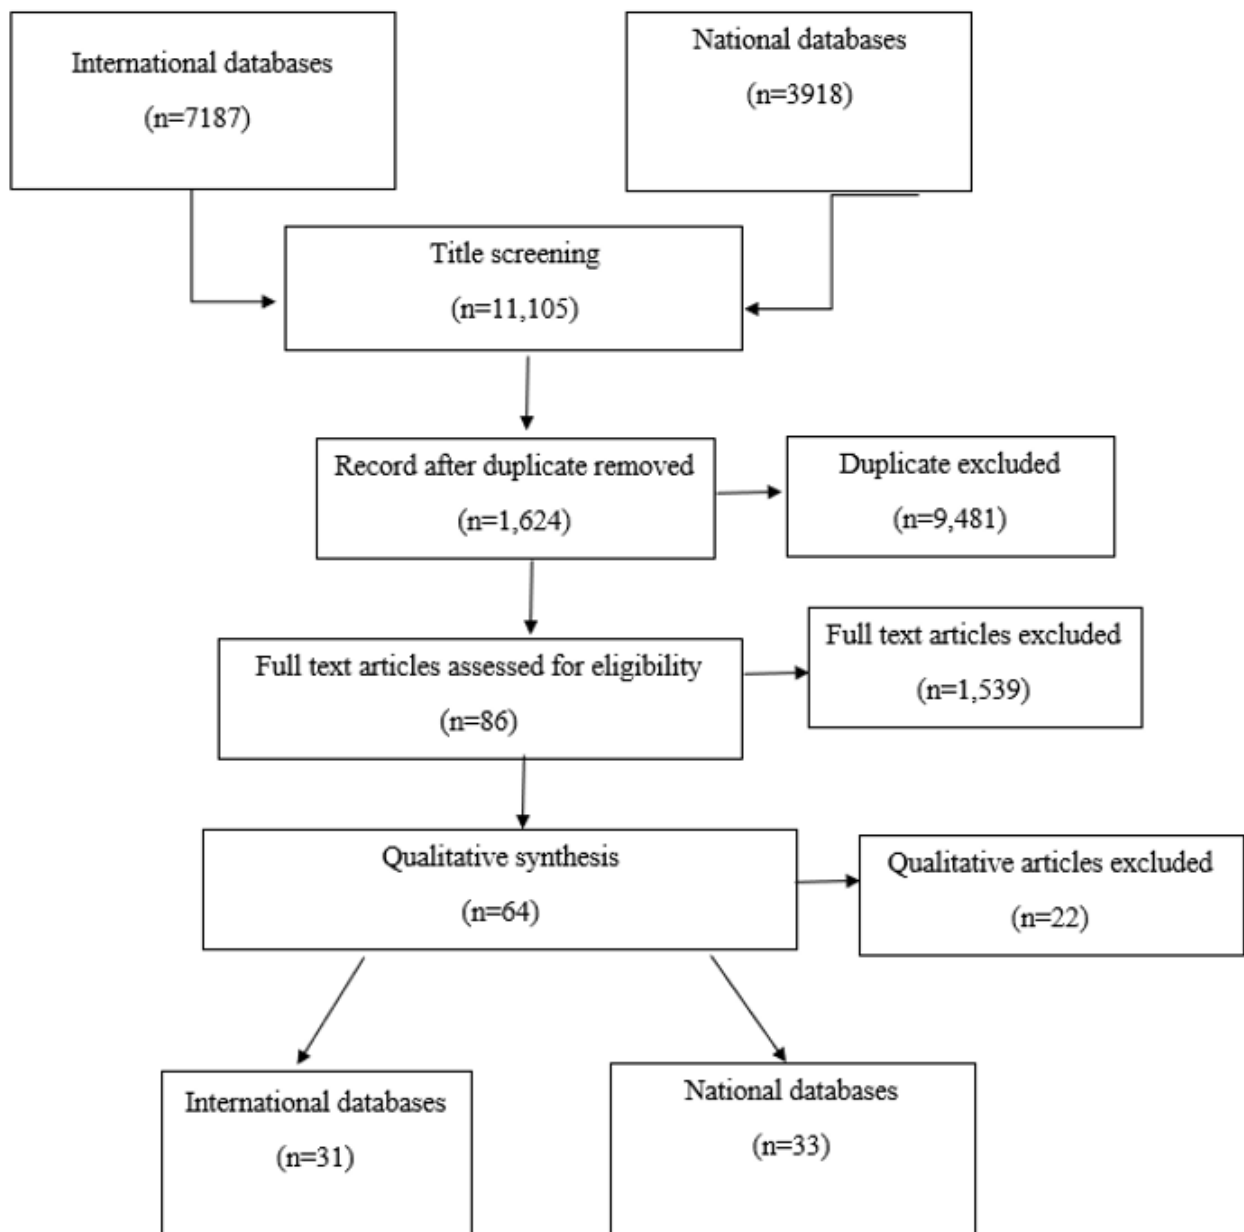 International databases
(n=7187)
National databases
(n=3918)
Title screening
(n=11,105)
Record after duplicate removed
(n=1,624)
Duplicate excluded
(n=9,481)
Full text articles assessed for eligibility
(n=86)
Full text articles excluded
(n=1,539)
Qualitative synthesis
(n=64)
Qualitative articles excluded
(n=22)
International databases
(n=31)
National databases
(n=33)